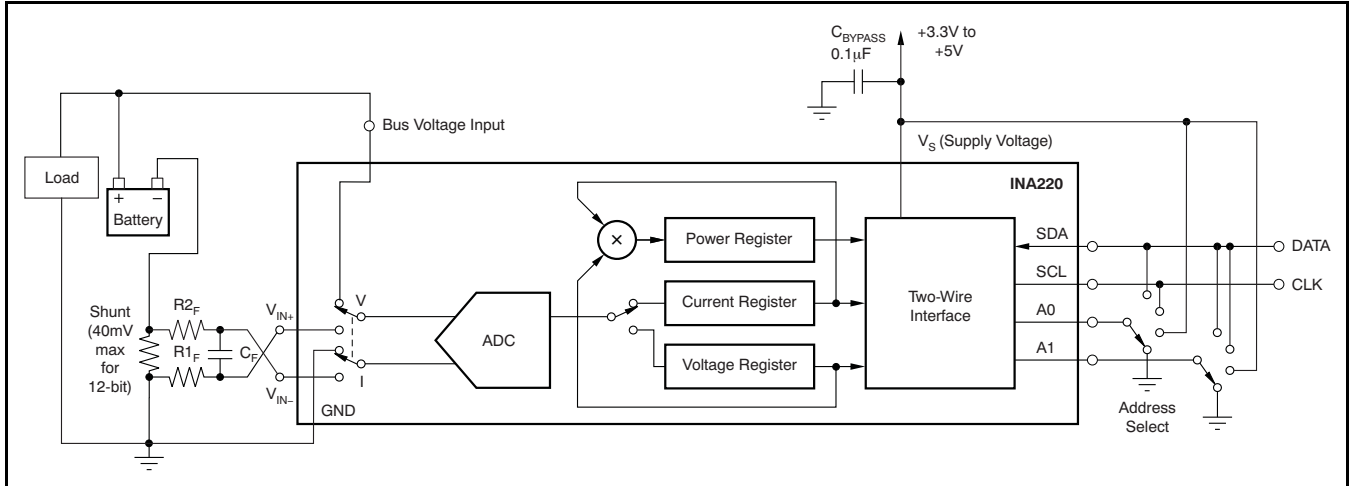 C_BYPASS
0.1μF
+3.3V to
+5V
Bus Voltage Input
V_S (Supply Voltage)
INA220
Load
+ −
Battery
Shunt
(40mV
max
for
12-bit)
R2_F
R1_F
C_F
V_IN+
V_IN−
V
I
GND
ADC
×
Power Register
Current Register
Voltage Register
Two-Wire
Interface
SDA
SCL
A0
A1
DATA
CLK
Address
Select